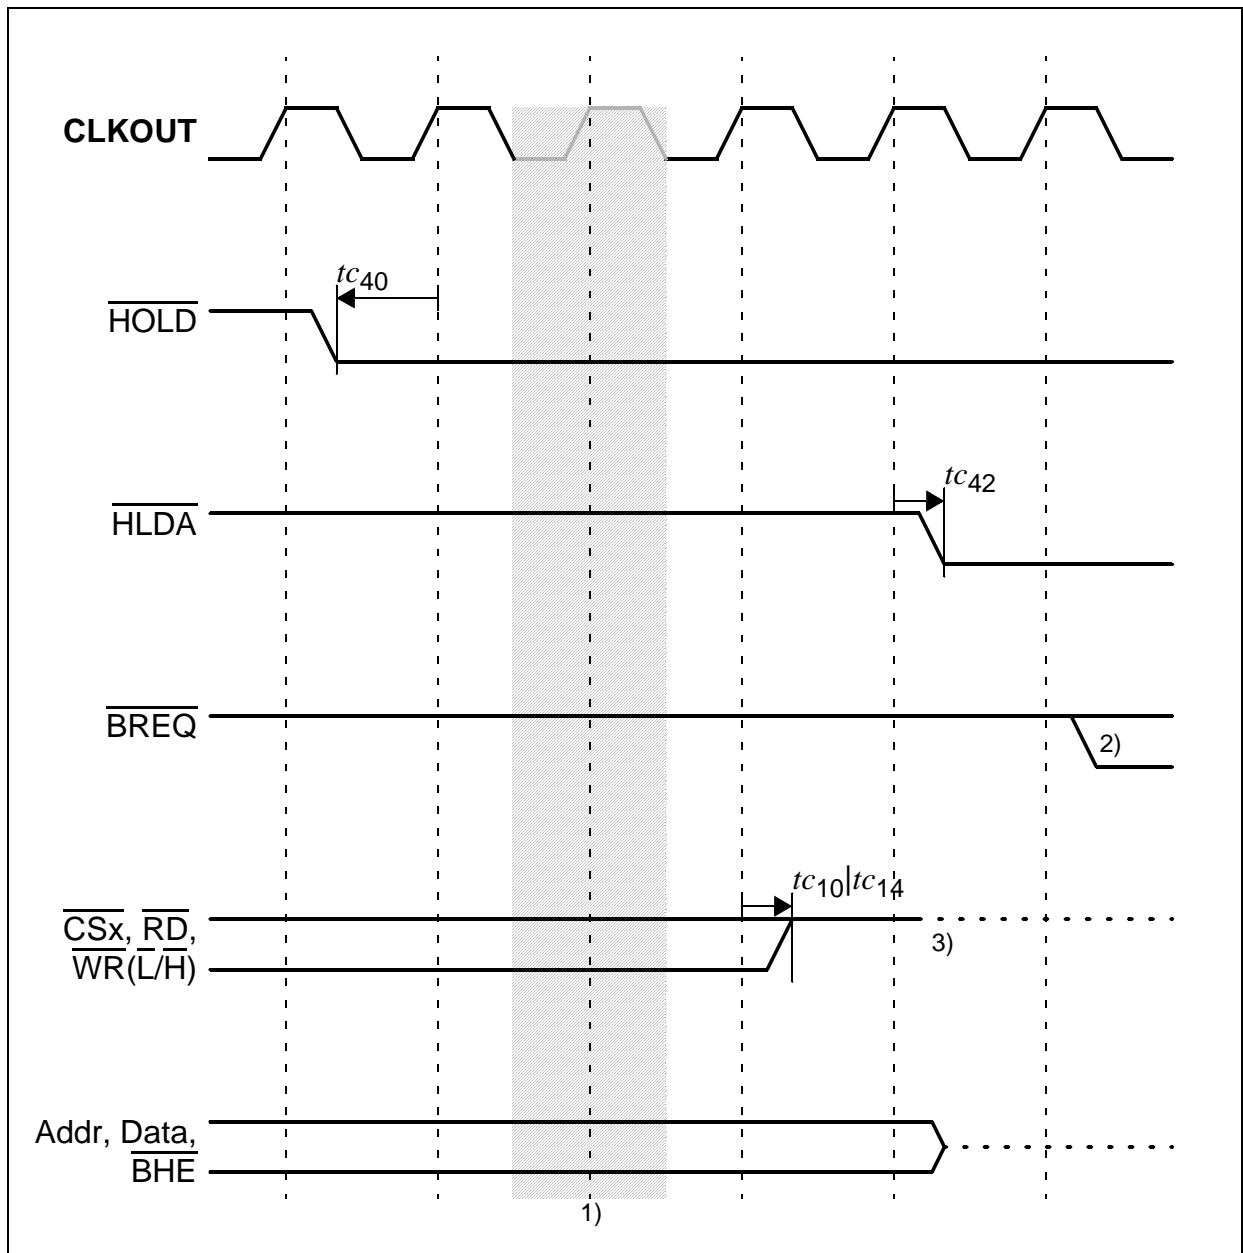 CLKOUT
tc40
HOLD
tc42
HLDA
BREQ
2)
tc10|tc14
CSx, RD,
3)
WR(L/H)
Addr, Data,
BHE
1)